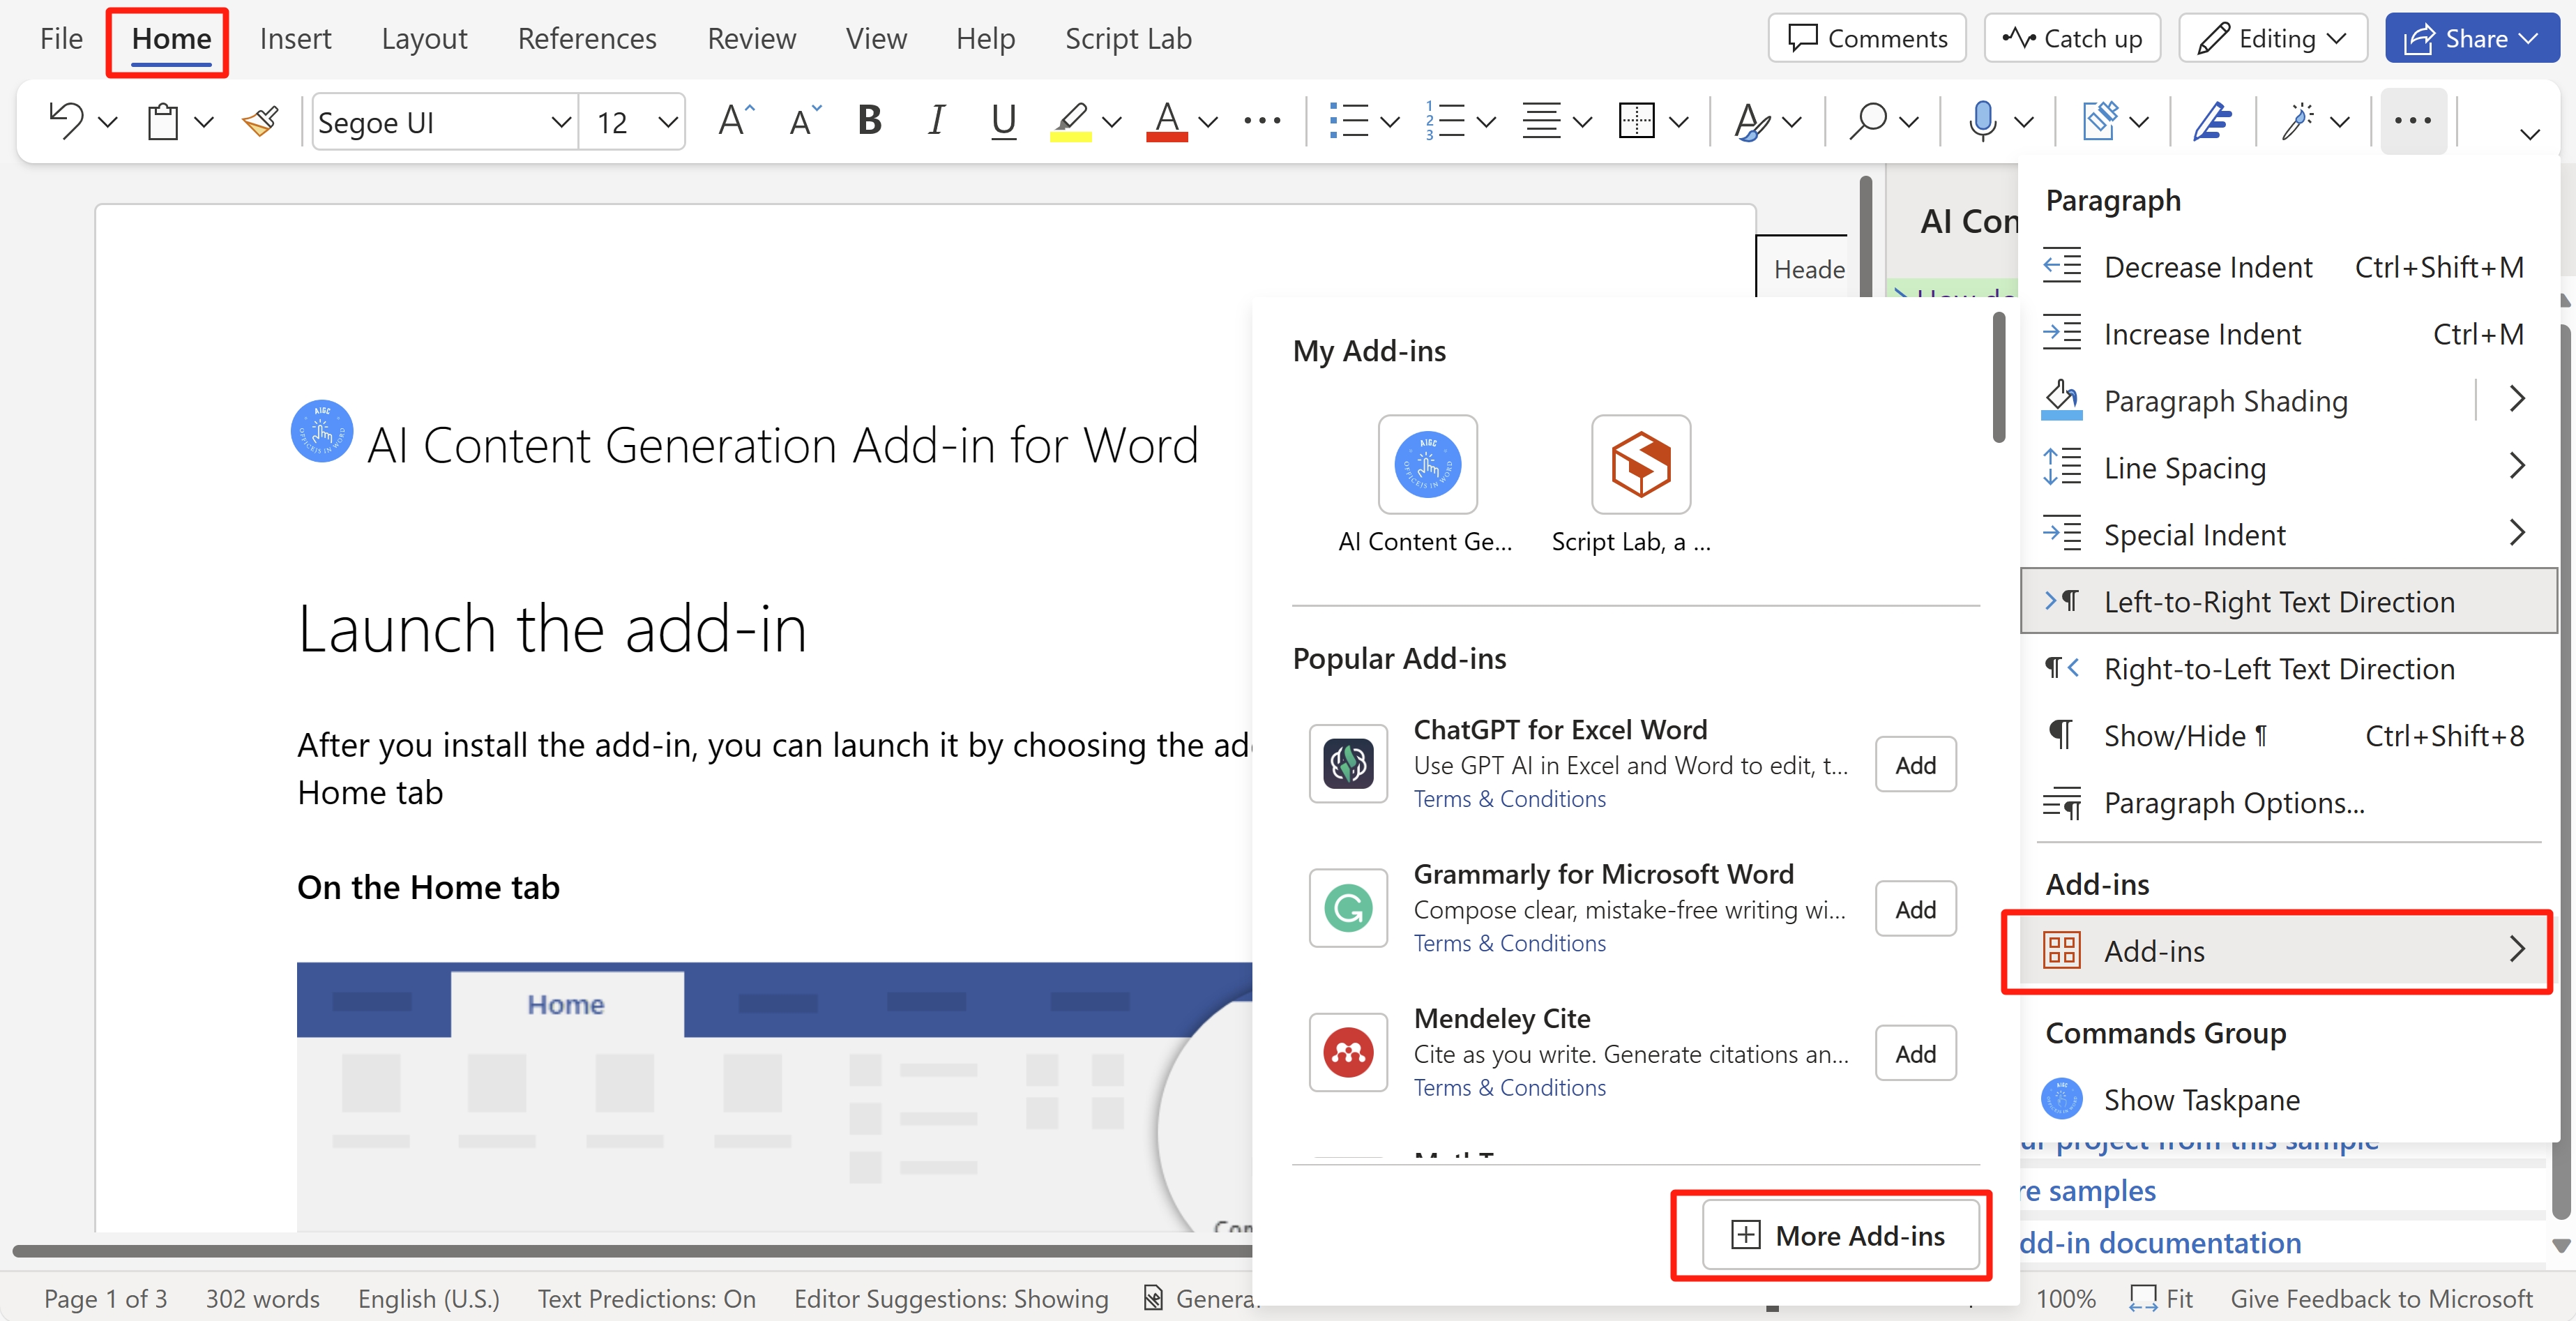 File Home Insert Layout References Review View Help Script Lab Comments Catch up Editing Share
Segoe UI 12 A A B I U A
AI Content Generation Add-in for Word
Launch the add-in
After you install the add-in, you can launch it by choosing the
Home tab
On the Home tab
Home
My Add-ins
AI Content Ge...
Script Lab, a ...
Popular Add-ins
ChatGPT for Excel Word
Use GPT AI in Excel and Word to edit, t...
Terms & Conditions
Add
Grammarly for Microsoft Word
Compose clear, mistake-free writing wi...
Terms & Conditions
Add
Mendeley Cite
Cite as you write. Generate citations an...
Terms & Conditions
Add
More Add-ins
AI Con
Heade
Paragraph
Decrease Indent Ctrl+Shift+M
Increase Indent Ctrl+M
Paragraph Shading
Line Spacing
Special Indent
Left-to-Right Text Direction
Right-to-Left Text Direction
Show/Hide ¶ Ctrl+Shift+8
Paragraph Options...
Add-ins
Add-ins
Commands Group
Show Taskpane
project from this sample
re samples
dd-in documentation
Page 1 of 3 302 words English (U.S.) Text Predictions: On Editor Suggestions: Showing Genera 100% Fit Give Feedback to Microsoft